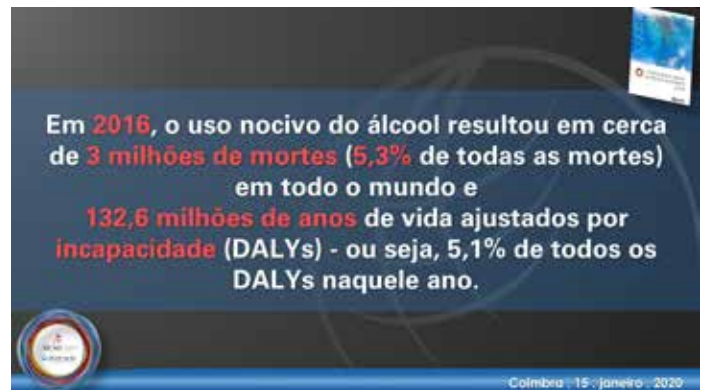 Em 2016, o uso nocivo do álcool resultou em cerca
de 3 milhões de mortes (5,3% de todas as mortes)
em todo o mundo e
132,6 milhões de anos de vida ajustados por
incapacidade (DALYs) - ou seja, 5,1% de todos os
DALYs naquele ano.
Coimbra . 15 . janeiro . 2020